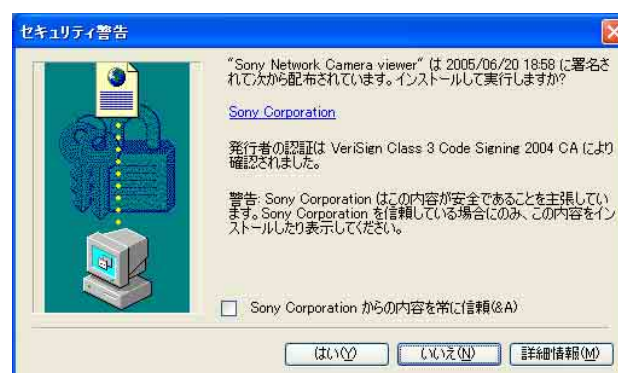 セキュリティ警告
"Sony Network Camera viewer" は 2005/06/20 18:58 に署名さ
れて次から配布されています。インストールして実行しますか?
Sony Corporation
発行者の認証は VeriSign Class 3 Code Signing 2004 CA により
確認されました。
警告: Sony Corporation はこの内容が安全であることを主張してい
ます。Sony Corporation を信頼している場合にのみ、この内容をイン
ストールしたり表示してください。
Sony Corporation からの内容を常に信頼(&A)
はい(Y) いいえ(N) 詳細情報(M)